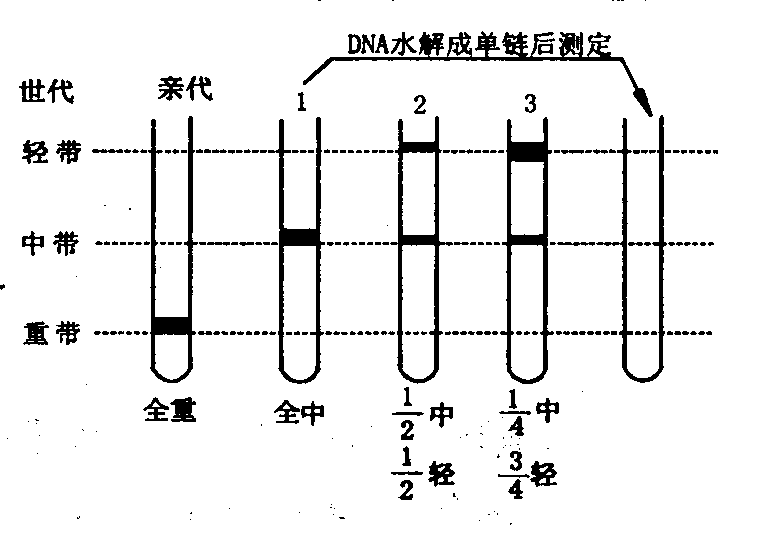 DNA水解成单链后测定
世代 亲代 1 2 3
轻带
中带
重带
全重 全中 1/2中 1/4中
1/2轻 3/4轻